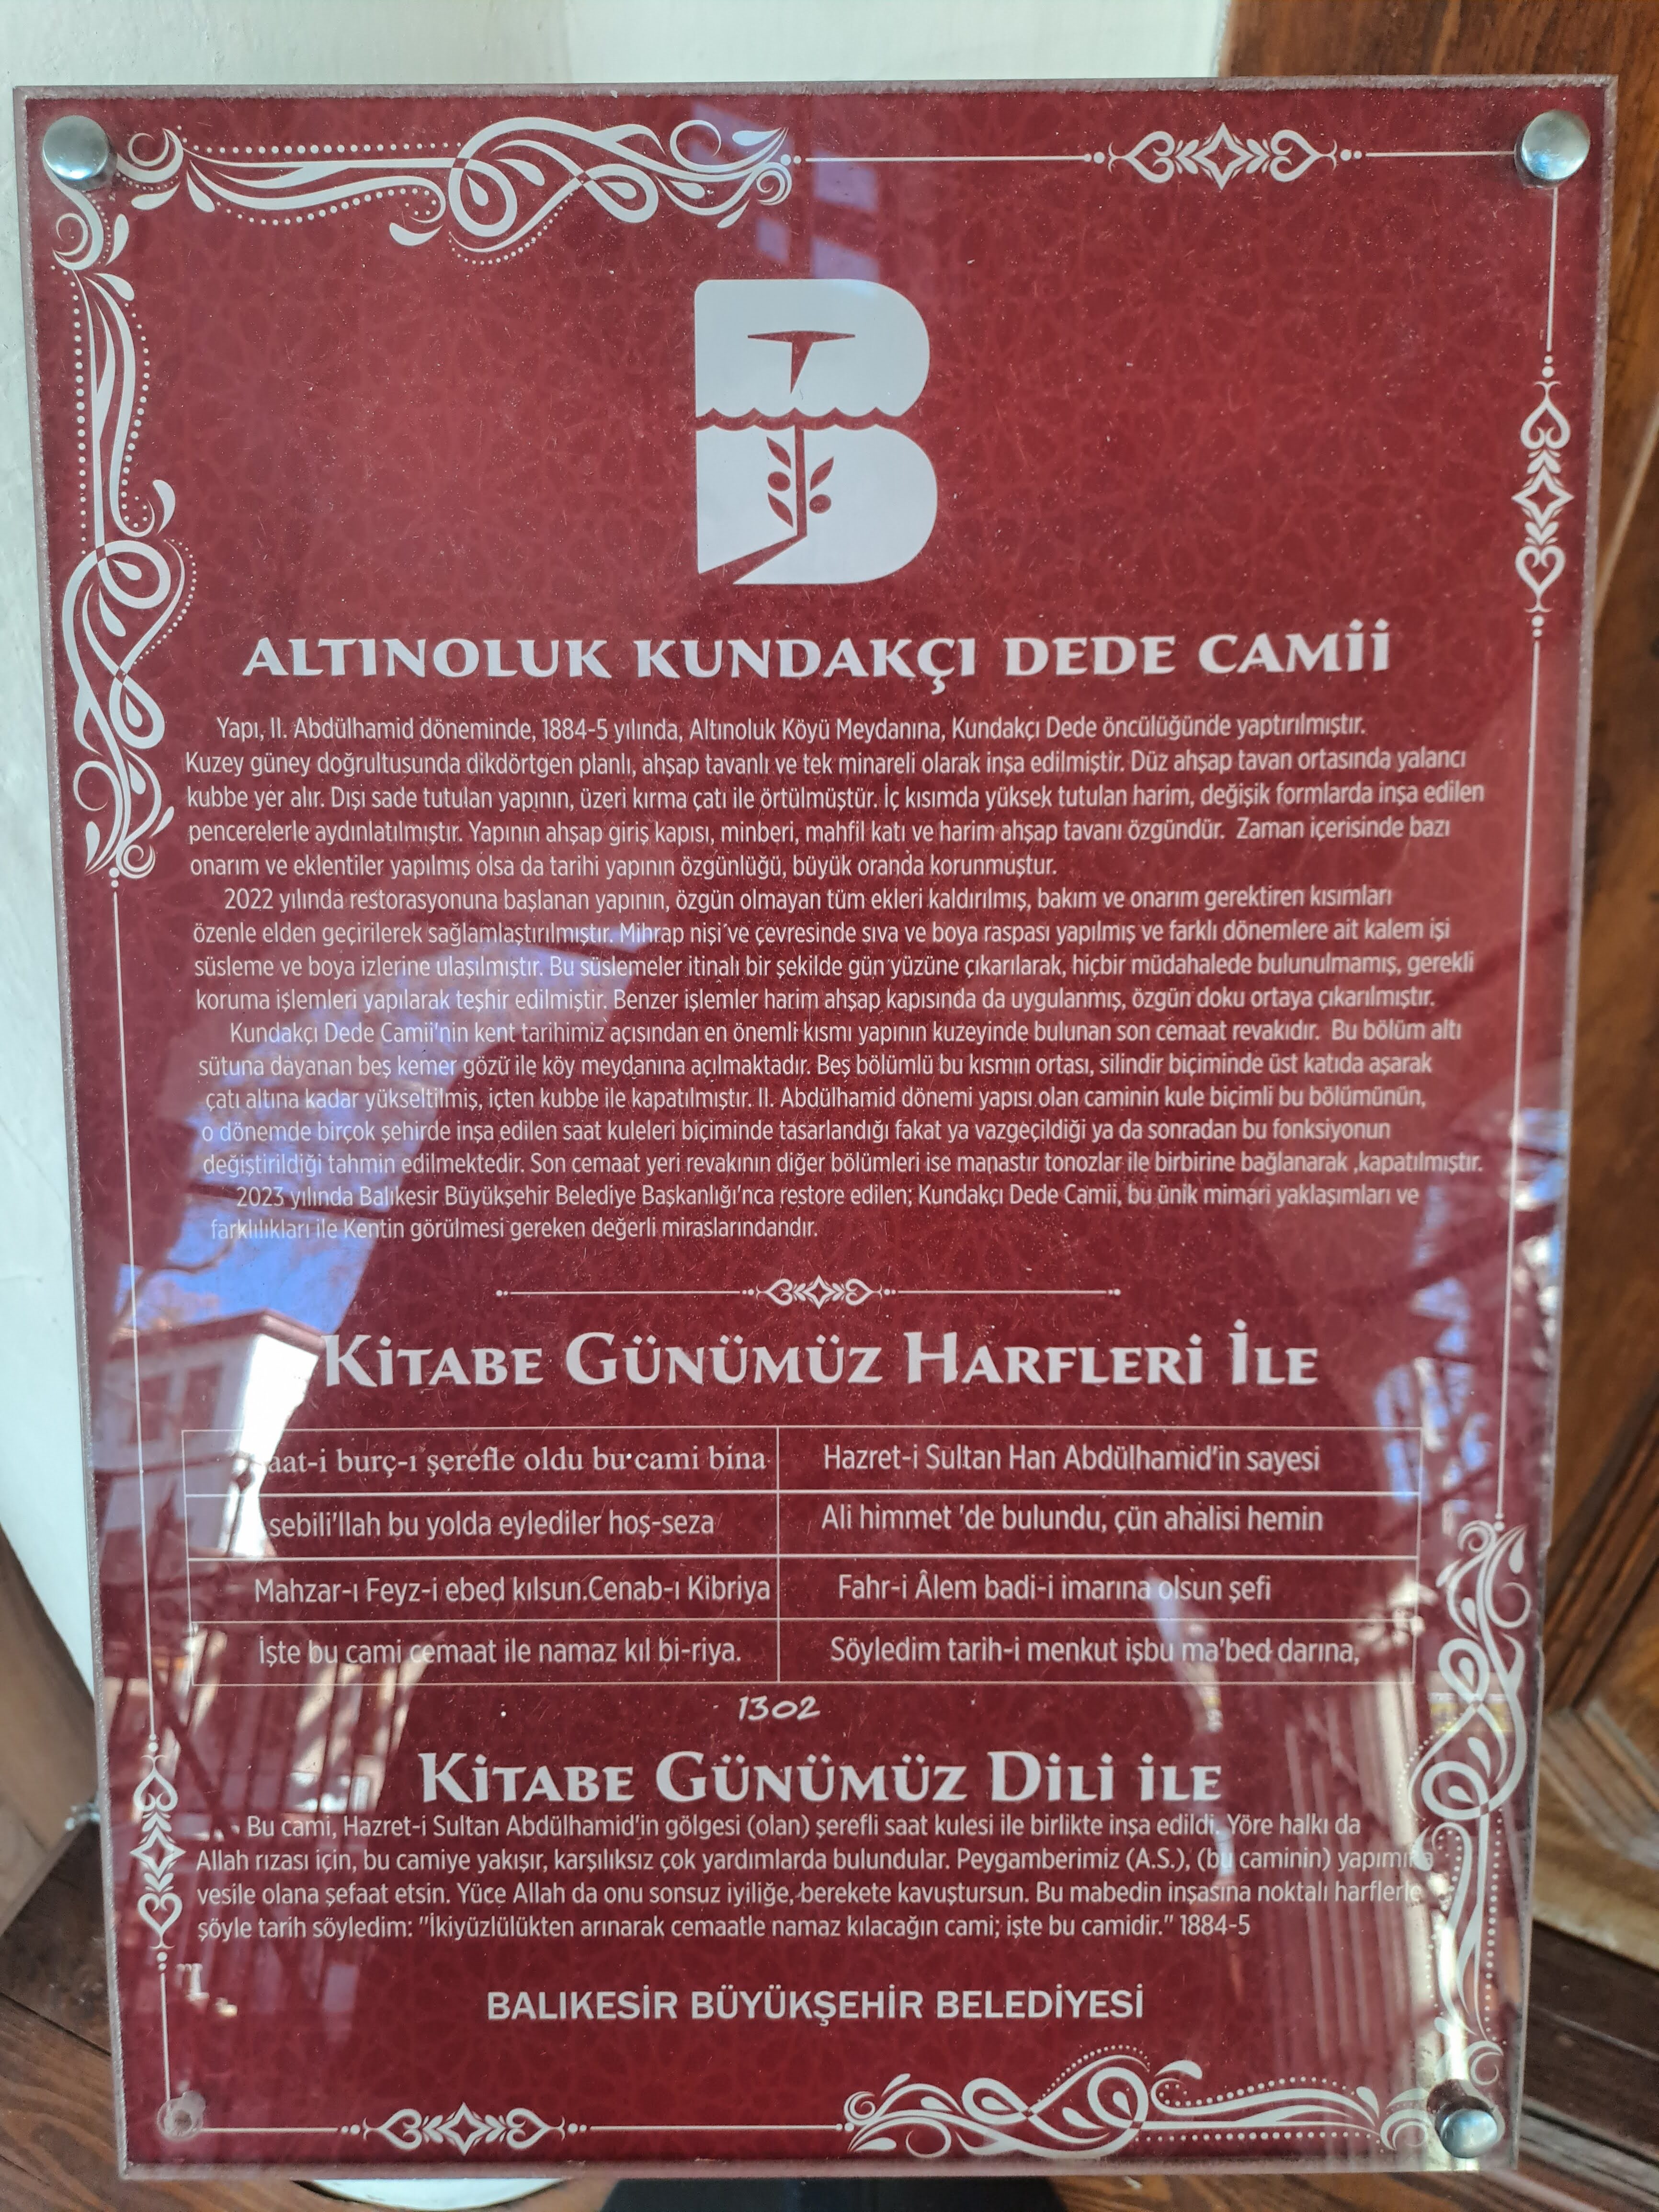 ALTINOLUK KUNDAKÇI DEDE CAMİİ
Yapı, II. Abdülhamid döneminde, 1884-5 yılında, Altınoluk Köyü Meydanına, Kundakçı Dede öncülüğünde yaptırılmıştır.
Kuzey güney doğrultusunda dikdörtgen planlı, ahşap tavanlı ve tek minareli olarak inşa edilmiştir. Düz ahşap tavan ortasında yalancı
kubbe yer alır. Dışı sade tutulan yapının, üzeri kırma çatı ile örtülmüştür. İç kısımda yüksek tutulan harim, değişik formlarda inşa edilen
pencerelerle aydınlatılmıştır. Yapının ahşap giriş kapısı, minberi, mahfil katı ve harim ahşap tavanı özgündür. Zaman içerisinde bazı
onarım ve eklentiler yapılmış olsa da tarihi yapının özgünlüğü, büyük oranda korunmuştur.
2022 yılında restorasyonuna başlanan yapının, özgün olmayan tüm ekleri kaldırılmış, bakım ve onarım gerektiren kısımları
özenle elden geçirilerek sağlamlaştırılmıştır. Mihrap nişi ve çevresinde sıva ve boya raspası yapılmış ve farklı dönemlere ait kalem işi
süsleme ve boya izlerine ulaşılmıştır. Bu süslemeler itinalı bir şekilde gün yüzüne çıkarılarak, hiçbir müdahalede bulunulmamış, gerekli
koruma işlemleri yapılarak teşhir edilmiştir. Benzer işlemler harim ahşap kapısında da uygulanmış, özgün doku ortaya çıkarılmıştır.
Kundakçı Dede Camii'nin kent tarihimiz açısından en önemli kısmı yapının kuzeyinde bulunan son cemaat revakıdır. Bu bölüm altı
sütuna dayanan beş kemer gözü ile köy meydanına açılmaktadır. Beş bölümlü bu kısmın ortası, silindir biçiminde üst katıda aşarak
çatı altına kadar yükseltilmiş, içten kubbe ile kapatılmıştır. II. Abdülhamid dönemi yapısı olan caminin kule biçimli bu bölümünün,
o dönemde birçok şehirde inşa edilen saat kuleleri biçiminde tasarlandığı fakat ya vazgeçildiği ya da sonradan bu fonksiyonun
değiştirildiği tahmin edilmektedir. Son cemaat yeri revakının diğer bölümleri ise manastır tonozlar ile birbirine bağlanarak ,kapatılmıştır.
2023 yılında Balıkesir Büyükşehir Belediye Başkanlığı'nca restore edilen; Kundakçı Dede Camii, bu ünik mimari yaklaşımları ve
farklılıkları ile Kentin görülmesi gereken değerli miraslarındandır.
KİTABE GÜNÜMÜZ HARFLERİ İLE
burç-ı şerefle oldu bu cami bina Hazret-i Sultan Han Abdülhamid'in sayesi
sebili'llah bu yolda eylediler hoş-seza Ali himmet 'de bulundu, çün ahalisi hemin
Mahzar-ı Feyz-i ebed kılsun.Cenab-ı Kibriya Fahr-i Âlem badi-i imarına olsun şefi
İşte bu cami cemaat ile namaz kıl bi-riya. Söyledim tarih-i menkut işbu ma'bed darına,
1302
KİTABE GÜNÜMÜZ DİLİ İLE
Bu cami, Hazret-i Sultan Abdülhamid'in gölgesi (olan) şerefli saat kulesi ile birlikte inşa edildi. Yöre halkı da
Allah rızası için, bu camiye yakışır, karşılıksız çok yardımlarda bulundular. Peygamberimiz (A.S.), (bu caminin) yapımına
vesile olana şefaat etsin. Yüce Allah da onu sonsuz iyiliğe, berekete kavuştursun. Bu mabedin inşasına noktalı harflerle
şöyle tarih söyledim: "İkiyüzlülükten arınarak cemaatle namaz kılacağın cami; işte bu camidir." 1884-5
BALIKESİR BÜYÜKŞEHİR BELEDİYESİ